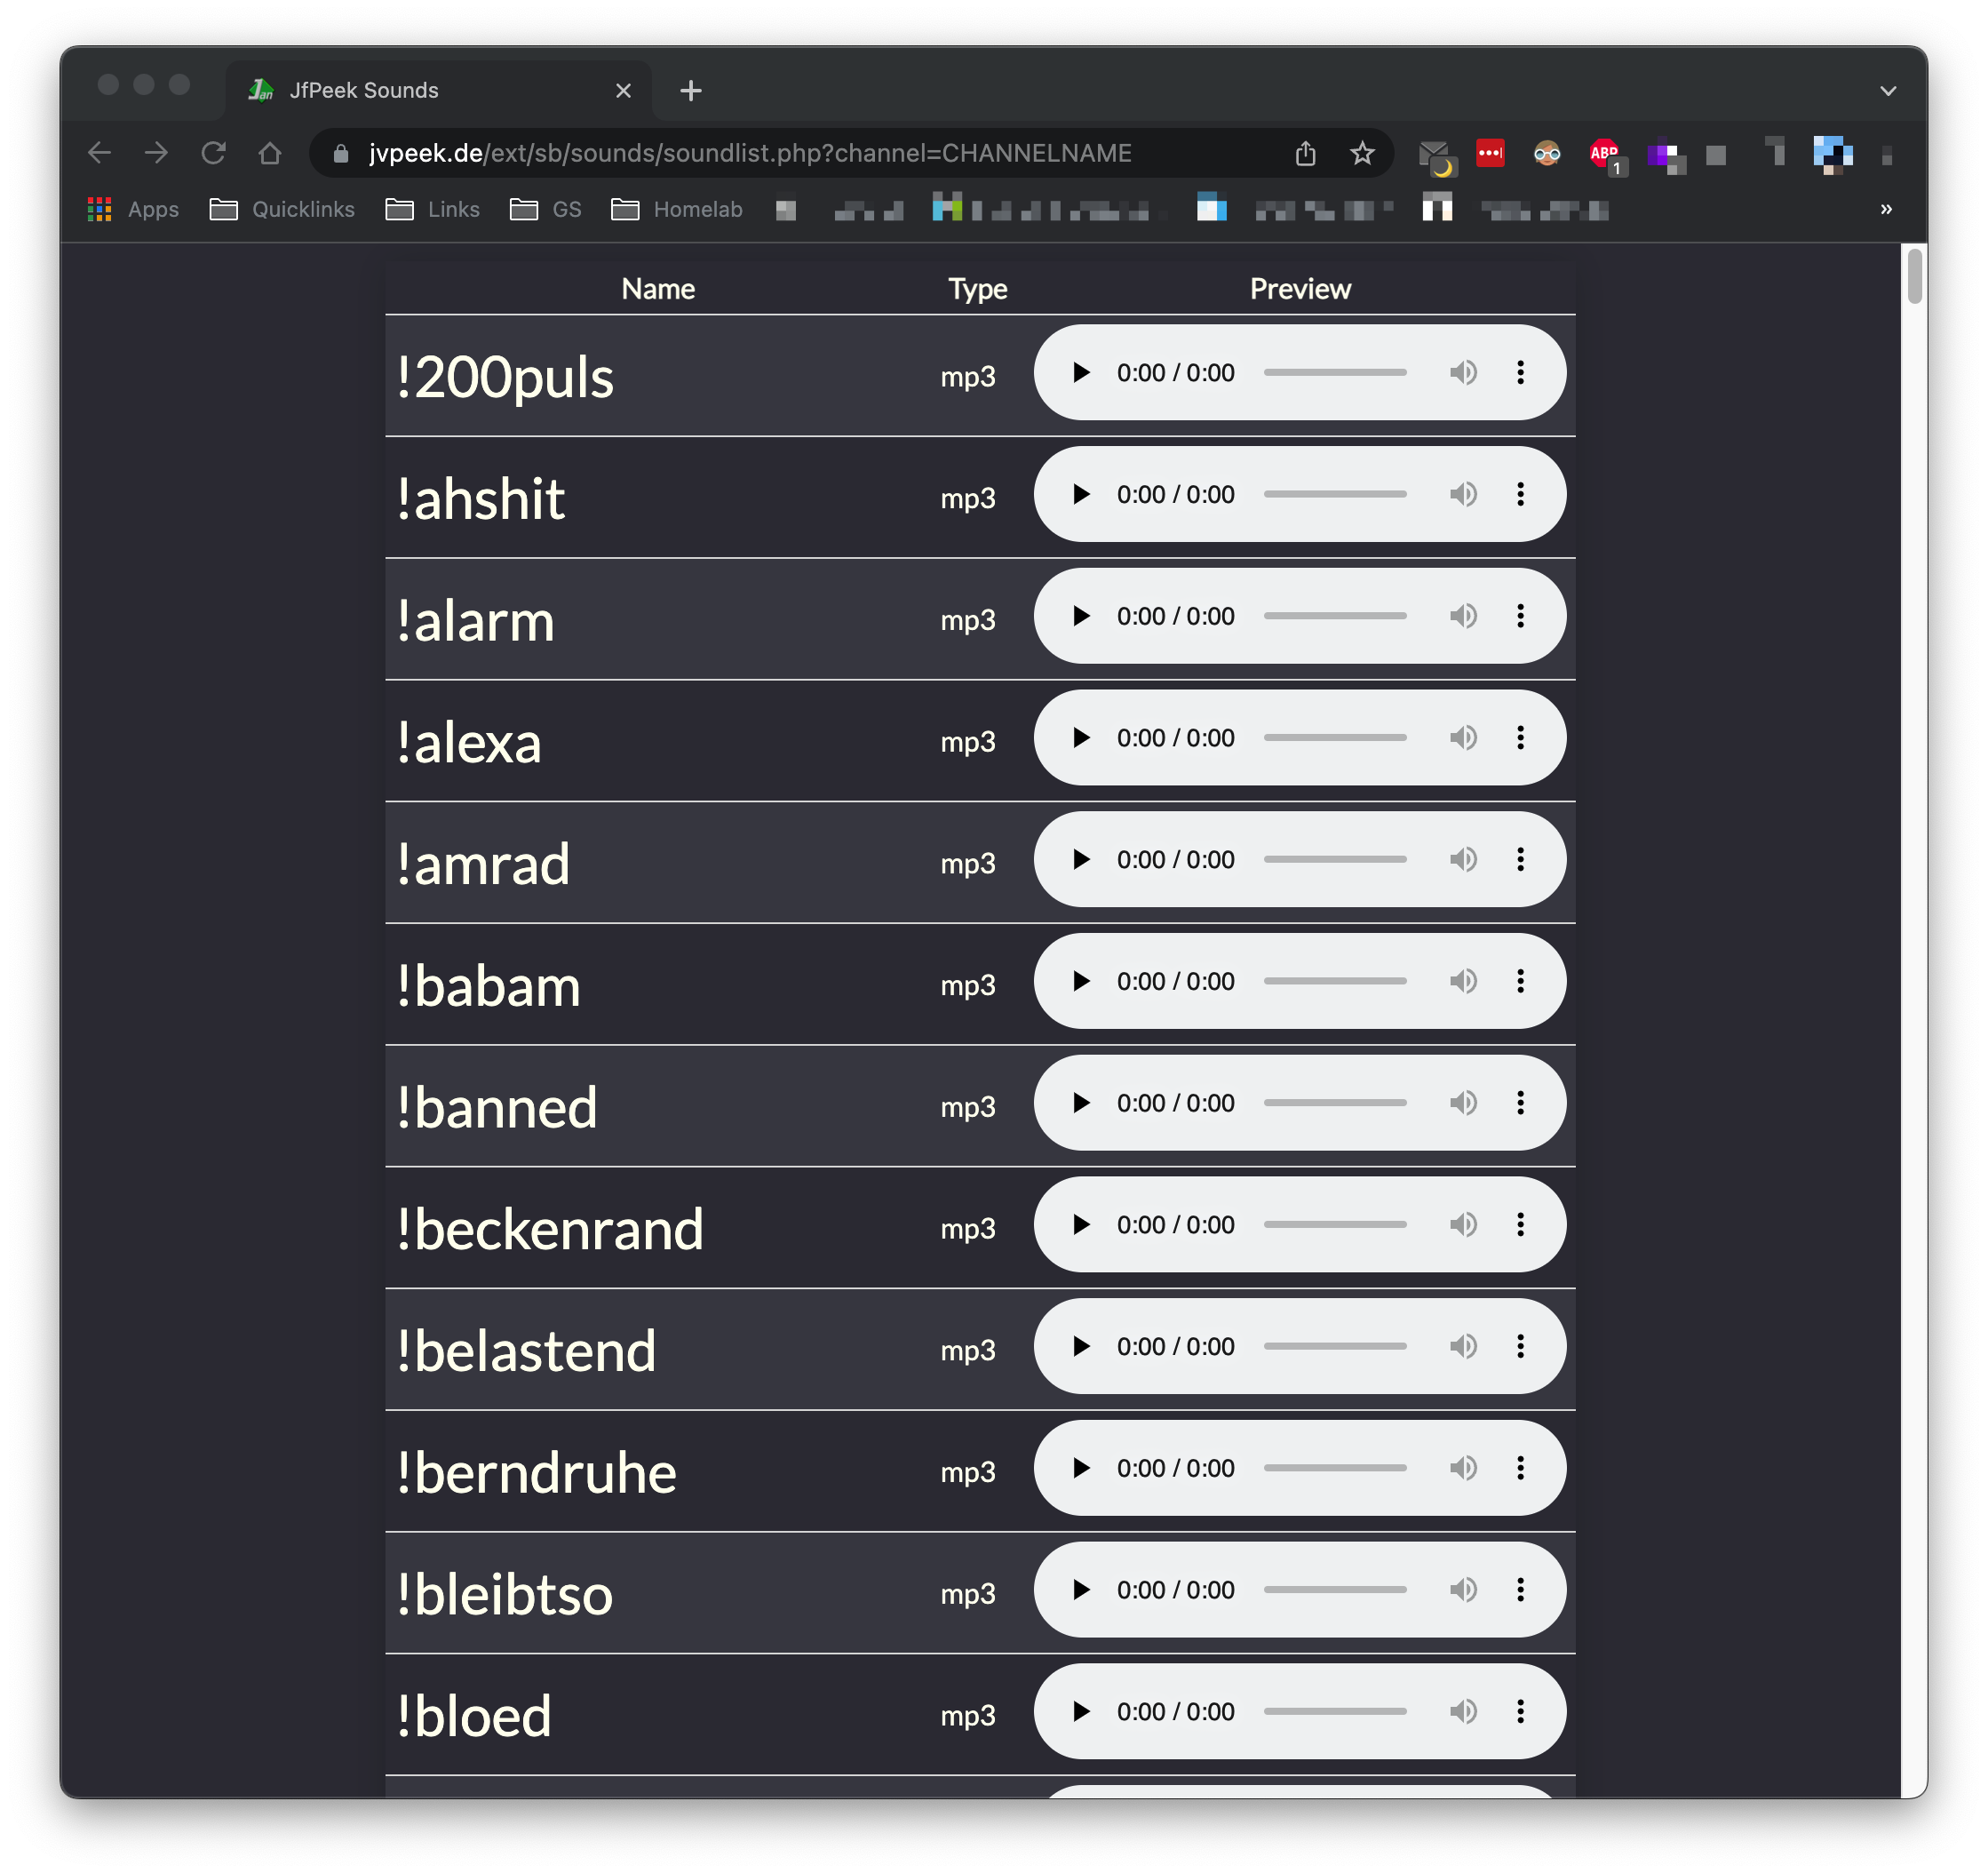 JfPeek Sounds
jvpeek.de/ext/sb/sounds/soundlist.php?channel=CHANNELNAME
ABP
1
Apps Quicklinks Links GS Homelab »
Name Type Preview
!200puls mp3 0:00 / 0:00
!ahshit mp3 0:00 / 0:00
!alarm mp3 0:00 / 0:00
!alexa mp3 0:00 / 0:00
!amrad mp3 0:00 / 0:00
!babam mp3 0:00 / 0:00
!banned mp3 0:00 / 0:00
!beckenrand mp3 0:00 / 0:00
!belastend mp3 0:00 / 0:00
!berndruhe mp3 0:00 / 0:00
!bleibtso mp3 0:00 / 0:00
!bloed mp3 0:00 / 0:00